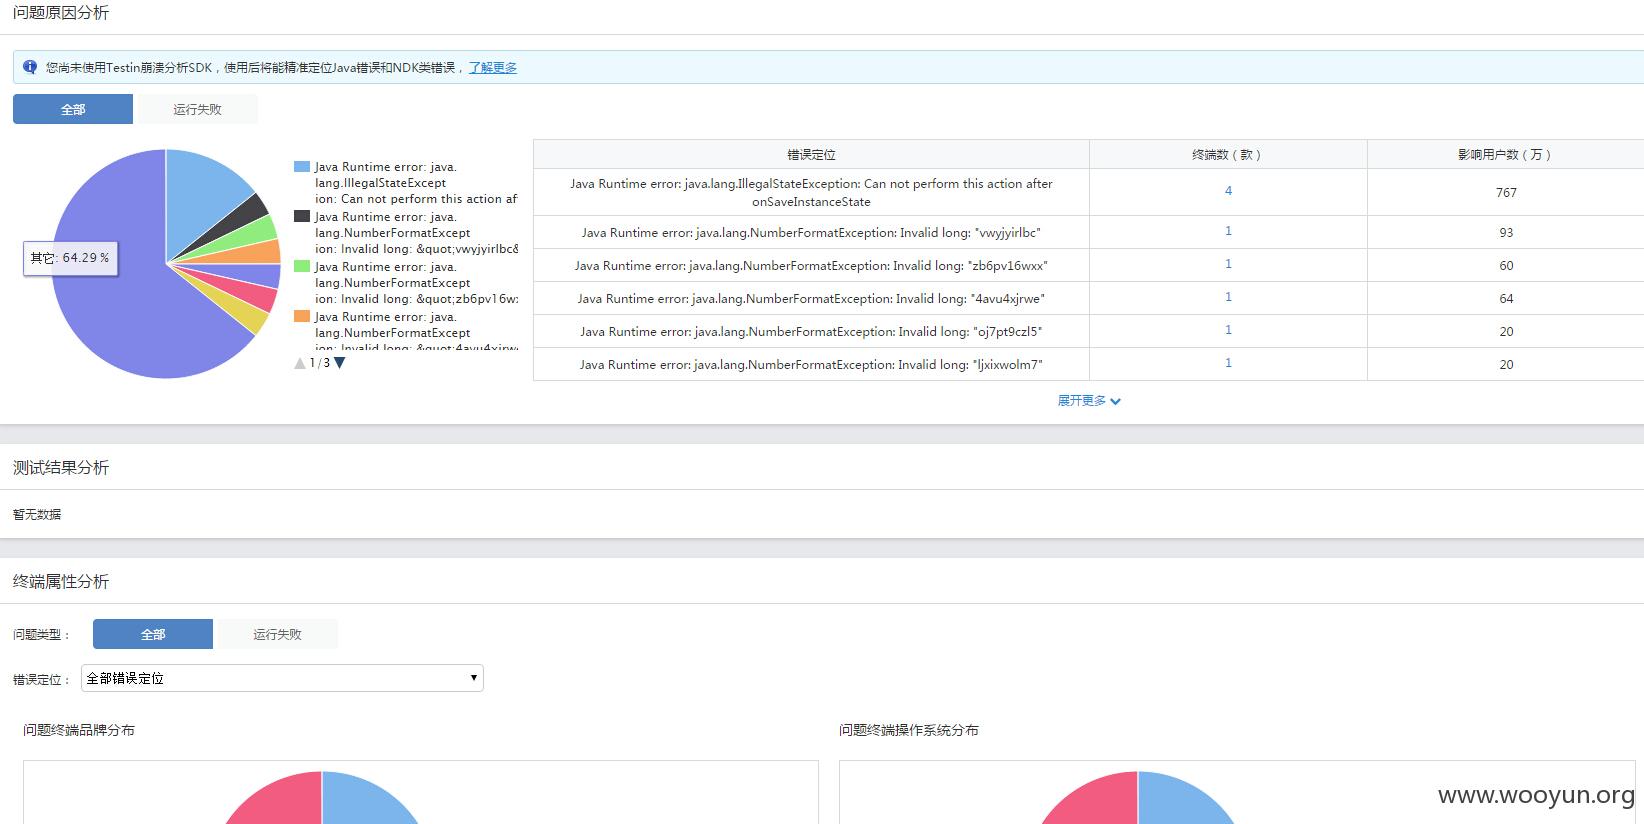 问题原因分析
您尚未使用Testin崩溃分析SDK，使用后将能精准定位Java错误和NDK类错误，了解更多
全部
运行失败
其它: 64.29 %
Java Runtime error: java.
lang.IllegalStateExcept
ion: Can not perform this action af
Java Runtime error: java.
lang.NumberFormatExcept
ion: Invalid long: &quot;vwyjyirlbc&
Java Runtime error: java.
lang.NumberFormatExcept
ion: Invalid long: &quot;zb6pv16w
Java Runtime error: java.
lang.NumberFormatExcept
ion: Invalid long: &quot;4avu4xjrw
1/3
错误定位 终端数（款） 影响用户数（万）
Java Runtime error: java.lang.IllegalStateException: Can not perform this action after
onSaveInstanceState
4 767
Java Runtime error: java.lang.NumberFormatException: Invalid long: "vwyjyirlbc" 1 93
Java Runtime error: java.lang.NumberFormatException: Invalid long: "zb6pv16wxx" 1 60
Java Runtime error: java.lang.NumberFormatException: Invalid long: "4avu4xjrwe" 1 64
Java Runtime error: java.lang.NumberFormatException: Invalid long: "oj7pt9czl5" 1 20
Java Runtime error: java.lang.NumberFormatException: Invalid long: "ljxixwolm7" 1 20
展开更多
测试结果分析
暂无数据
终端属性分析
问题类型：
全部
运行失败
错误定位：
全部错误定位
问题终端品牌分布
问题终端操作系统分布
www.wooyun.org